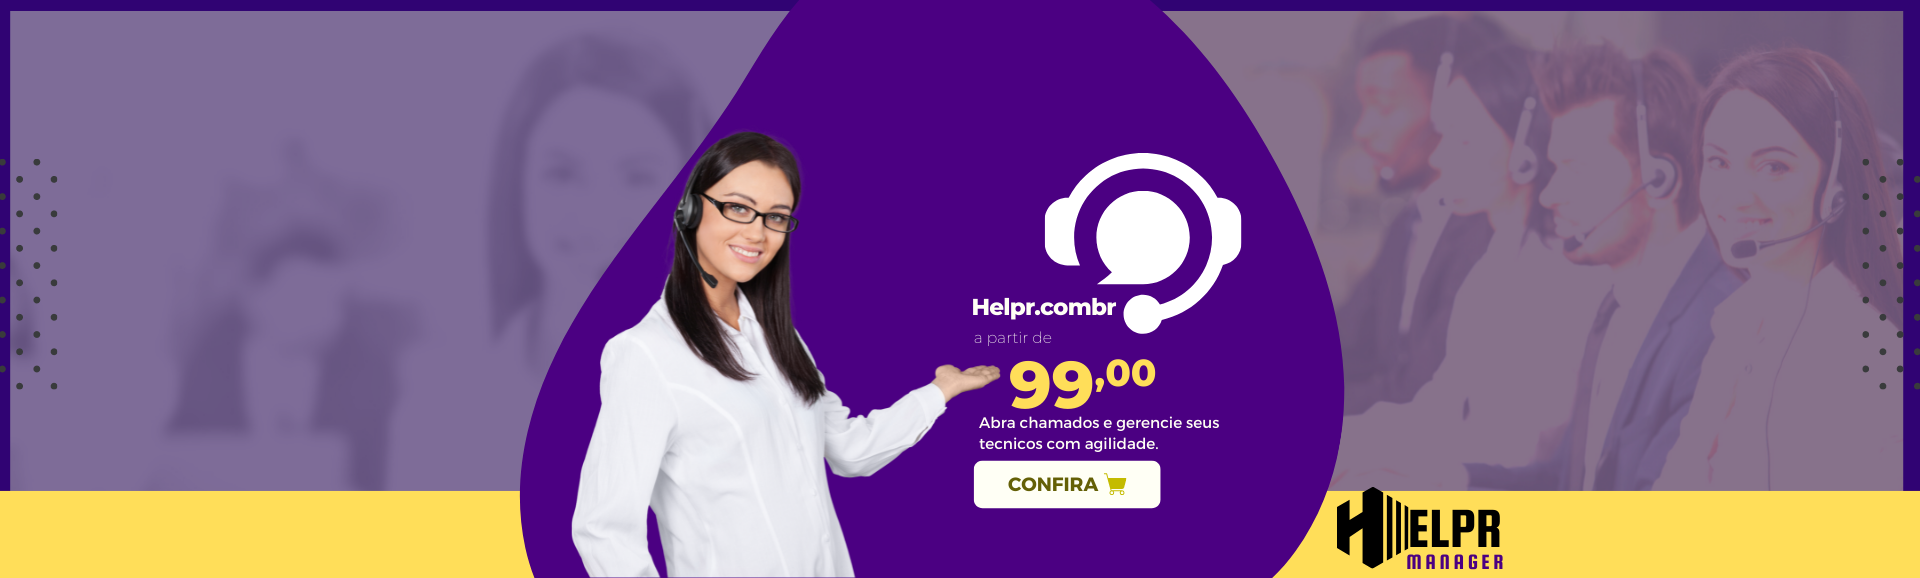 Helpr.combr
a partir de
99,00
Abra chamados e gerencie seus
tecnicos com agilidade.
CONFIRA
HELPR
MANAGER